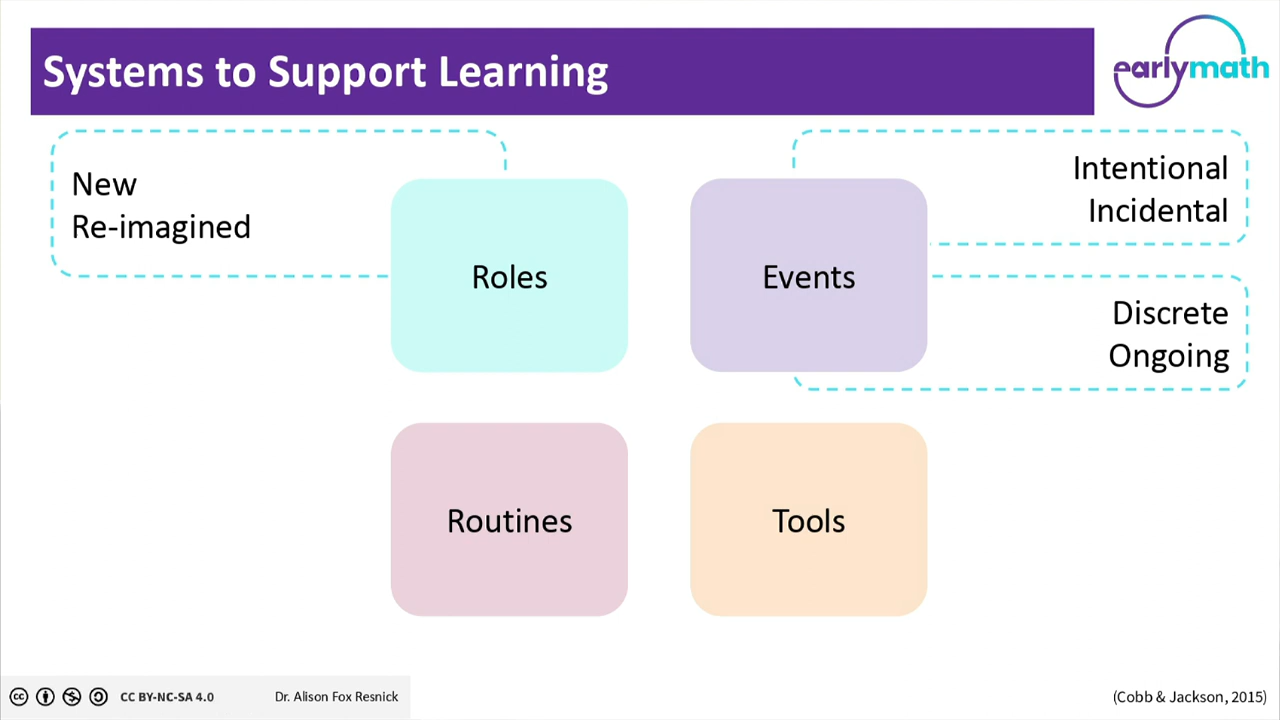 Systems to Support Learning
earlymath
New
Re-imagined
Roles
Events
Intentional
Incidental
Discrete
Ongoing
Routines
Tools
CC BY-NC-SA 4.0
Dr. Alison Fox Resnick
(Cobb & Jackson, 2015)